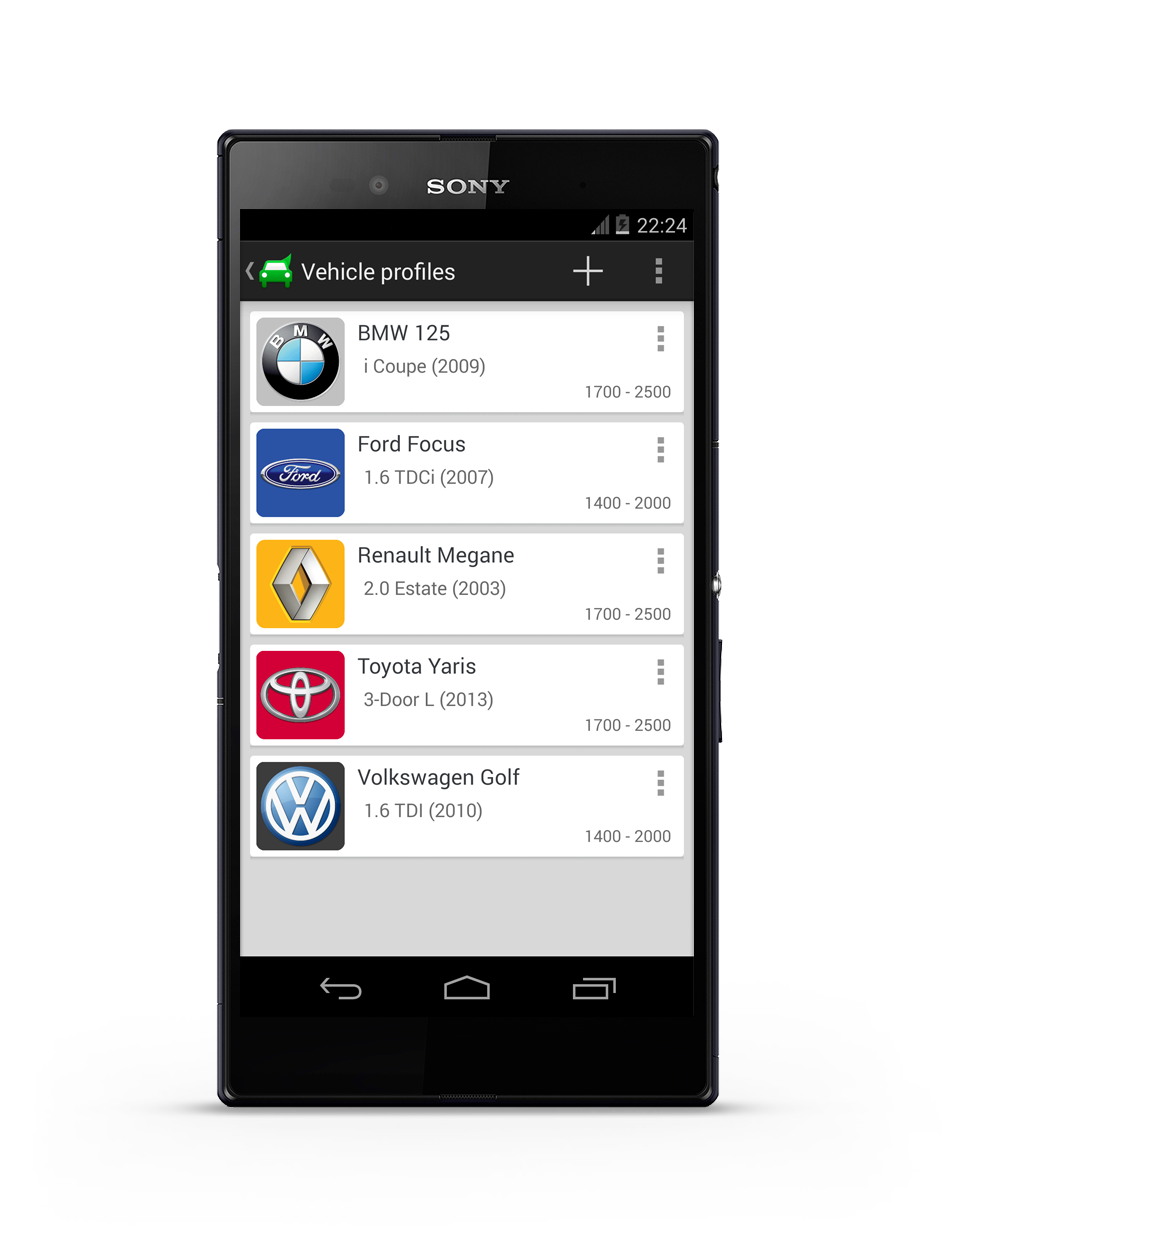 SONY
22:24
Vehicle profiles
BMW
BMW 125
i Coupe (2009)
1700 - 2500
Ford
Ford Focus
1.6 TDCi (2007)
1400 - 2000
Renault Megane
2.0 Estate (2003)
1700 - 2500
Toyota Yaris
3-Door L (2013)
1700 - 2500
VW
Volkswagen Golf
1.6 TDI (2010)
1400 - 2000